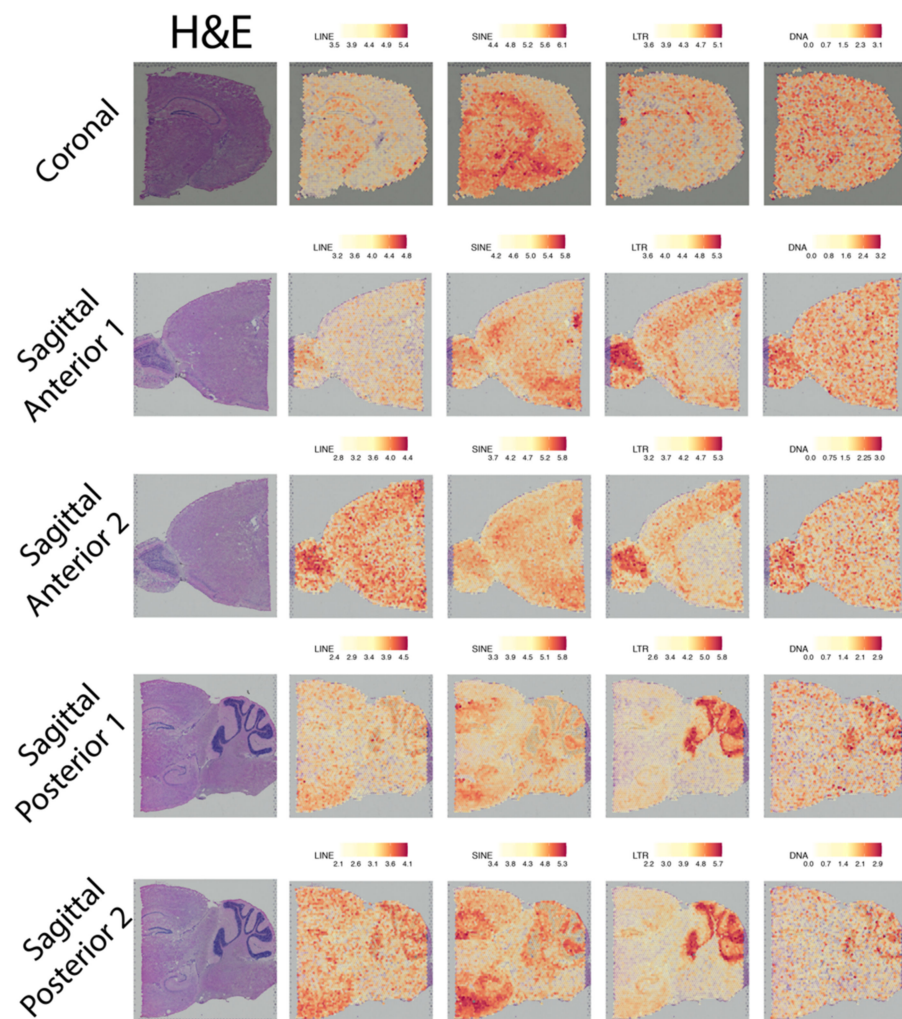 H&E
LINE
3.5 3.9 4.4 4.9 5.4
SINE
4.4 4.8 5.2 5.6 6.1
LTR
3.6 3.9 4.3 4.7 5.1
DNA
0.0 0.7 1.5 2.3 3.1
Coronal
LINE
3.2 3.6 4.0 4.4 4.8
SINE
4.2 4.6 5.0 5.4 5.8
LTR
3.6 4.0 4.4 4.8 5.3
DNA
0.0 0.8 1.6 2.4 3.2
Sagittal
Anterior 1
LINE
2.8 3.2 3.6 4.0 4.4
SINE
3.7 4.2 4.7 5.2 5.8
LTR
3.2 3.7 4.2 4.7 5.3
DNA
0.0 0.75 1.5 2.25 3.0
Sagittal
Anterior 2
LINE
2.4 2.9 3.4 3.9 4.5
SINE
3.3 3.9 4.5 5.1 5.8
LTR
2.6 3.4 4.2 5.0 5.8
DNA
0.0 0.7 1.4 2.1 2.9
Sagittal
Posterior 1
LINE
2.1 2.6 3.1 3.6 4.1
SINE
3.4 3.8 4.3 4.8 5.3
LTR
2.2 3.0 3.9 4.8 5.7
DNA
0.0 0.7 1.4 2.1 2.9
Sagittal
Posterior 2